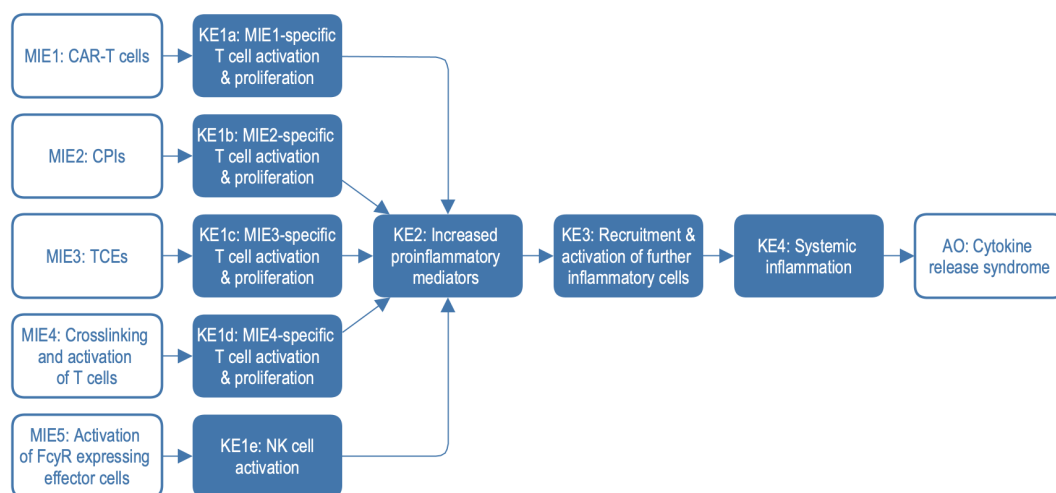 MIE1: CAR-T cells
KE1a: MIE1-specific
T cell activation
& proliferation
MIE2: CPIs
KE1b: MIE2-specific
T cell activation
& proliferation
MIE3: TCEs
KE1c: MIE3-specific
T cell activation
& proliferation
KE2: Increased
proinflammatory
mediators
KE3: Recruitment &
activation of further
inflammatory cells
KE4: Systemic
inflammation
AO: Cytokine
release syndrome
MIE4: Crosslinking
and activation
of T cells
KE1d: MIE4-specific
T cell activation
& proliferation
MIE5: Activation
of FcyR expressing
effector cells
KE1e: NK cell
activation